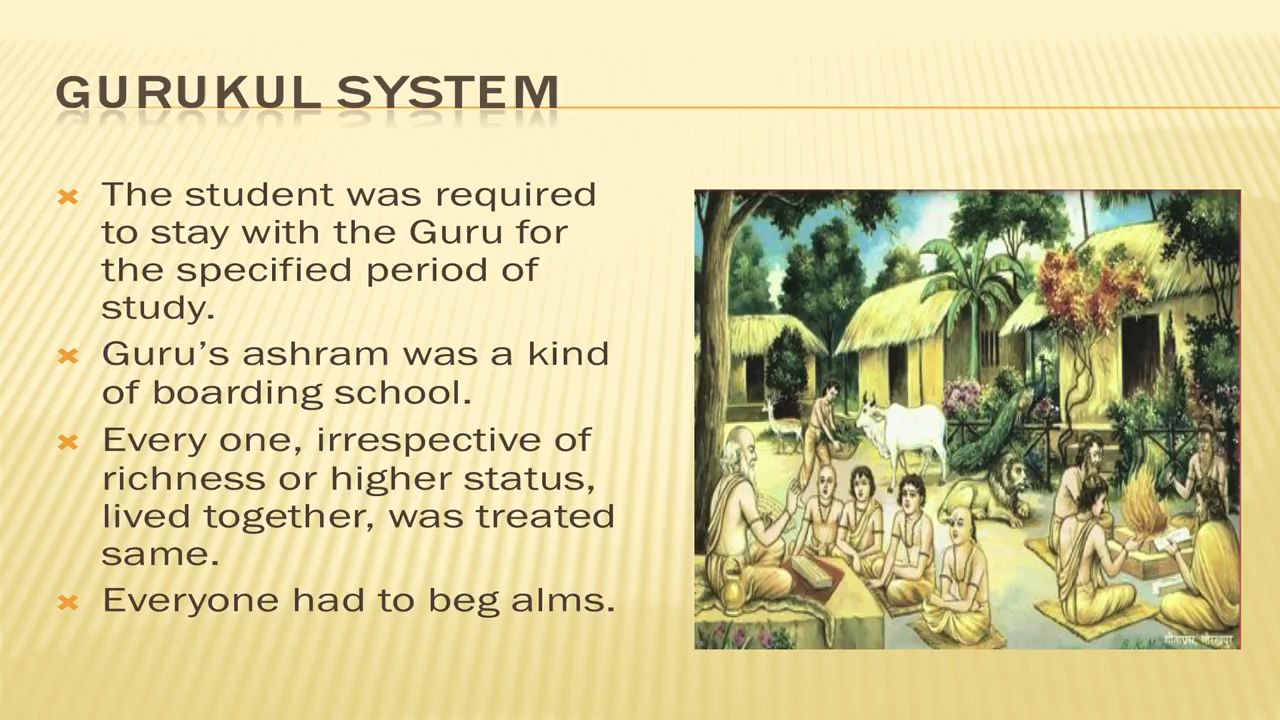 GURUKUL SYSTEM
The student was required
to stay with the Guru for
the specified period of
study.
Guru’s ashram was a kind
of boarding school.
Every one, irrespective of
richness or higher status,
lived together, was treated
same.
Everyone had to beg alms.
गीताप्रेस, गोरखपुर